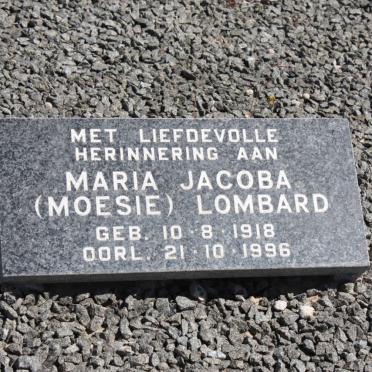 MET LIEFDEVOLLE
HERINNERING AAN
MARIA JACOBA
(MOESIE) LOMBARD
GEB. 10·8·1918
OORL. 21·10·1996